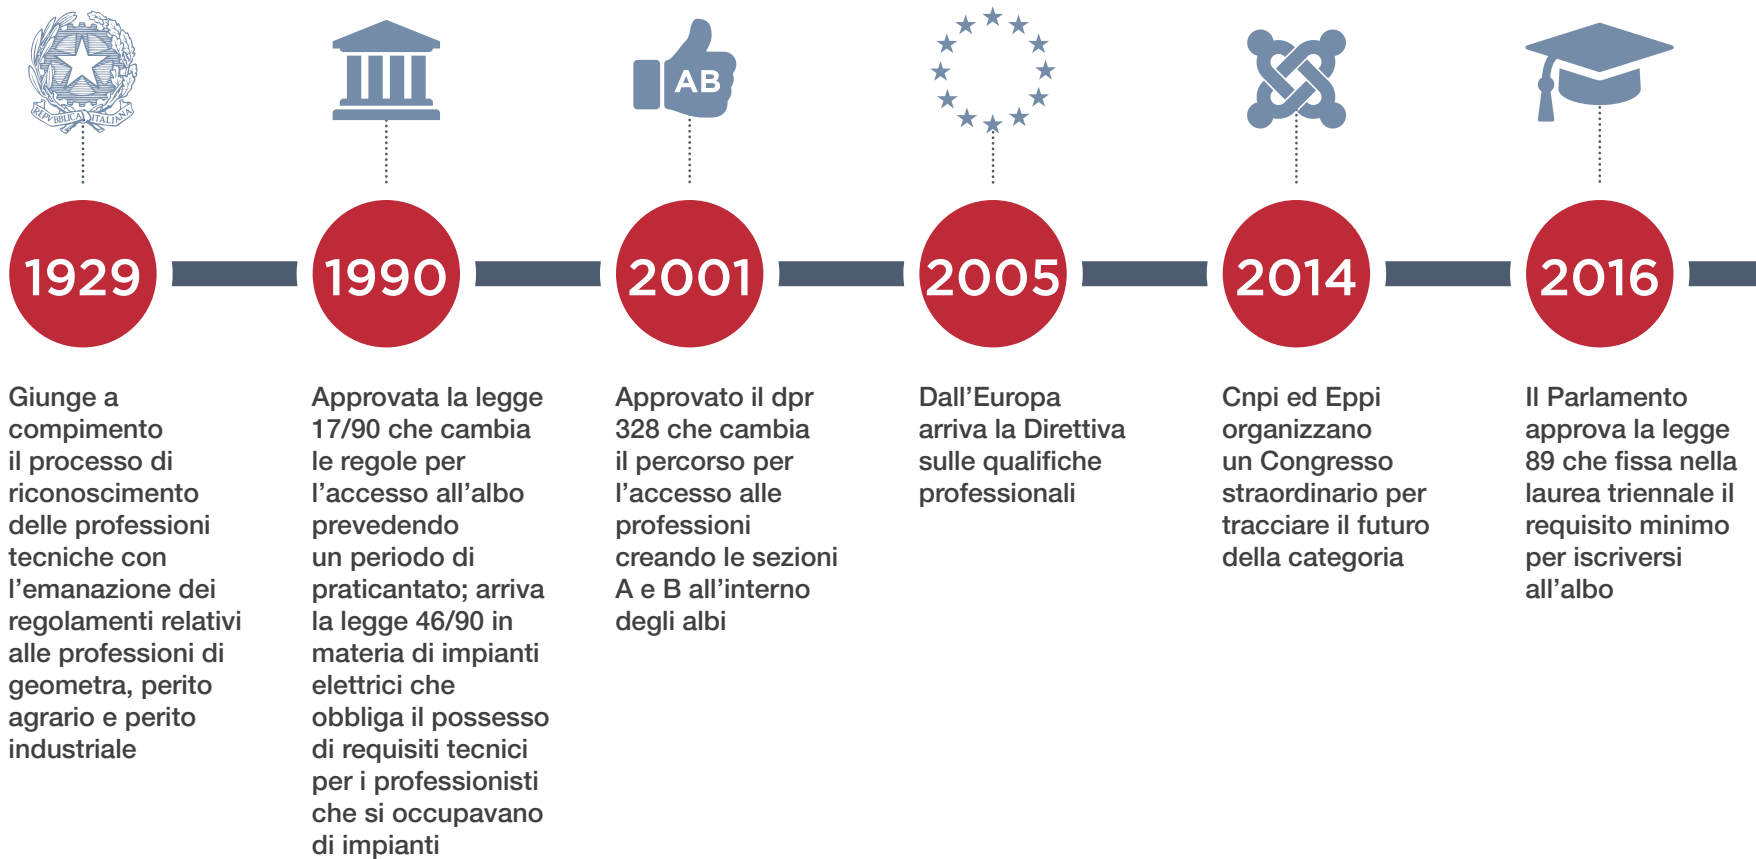 REPVBBLICA ITALIANA
AB
1929
1990
2001
2005
2014
2016
Giunge a
compimento
il processo di
riconoscimento
delle professioni
tecniche con
l'emanazione dei
regolamenti relativi
alle professioni di
geometra, perito
agrario e perito
industriale
Approvata la legge
17/90 che cambia
le regole per
l'accesso all'albo
prevedendo
un periodo di
praticantato; arriva
la legge 46/90 in
materia di impianti
elettrici che
obbliga il possesso
di requisiti tecnici
per i professionisti
che si occupavano
di impianti
Approvato il dpr
328 che cambia
il percorso per
l'accesso alle
professioni
creando le sezioni
A e B all'interno
degli albi
Dall'Europa
arriva la Direttiva
sulle qualifiche
professionali
Cnpi ed Eppi
organizzano
un Congresso
straordinario per
tracciare il futuro
della categoria
Il Parlamento
approva la legge
89 che fissa nella
laurea triennale il
requisito minimo
per iscriversi
all'albo